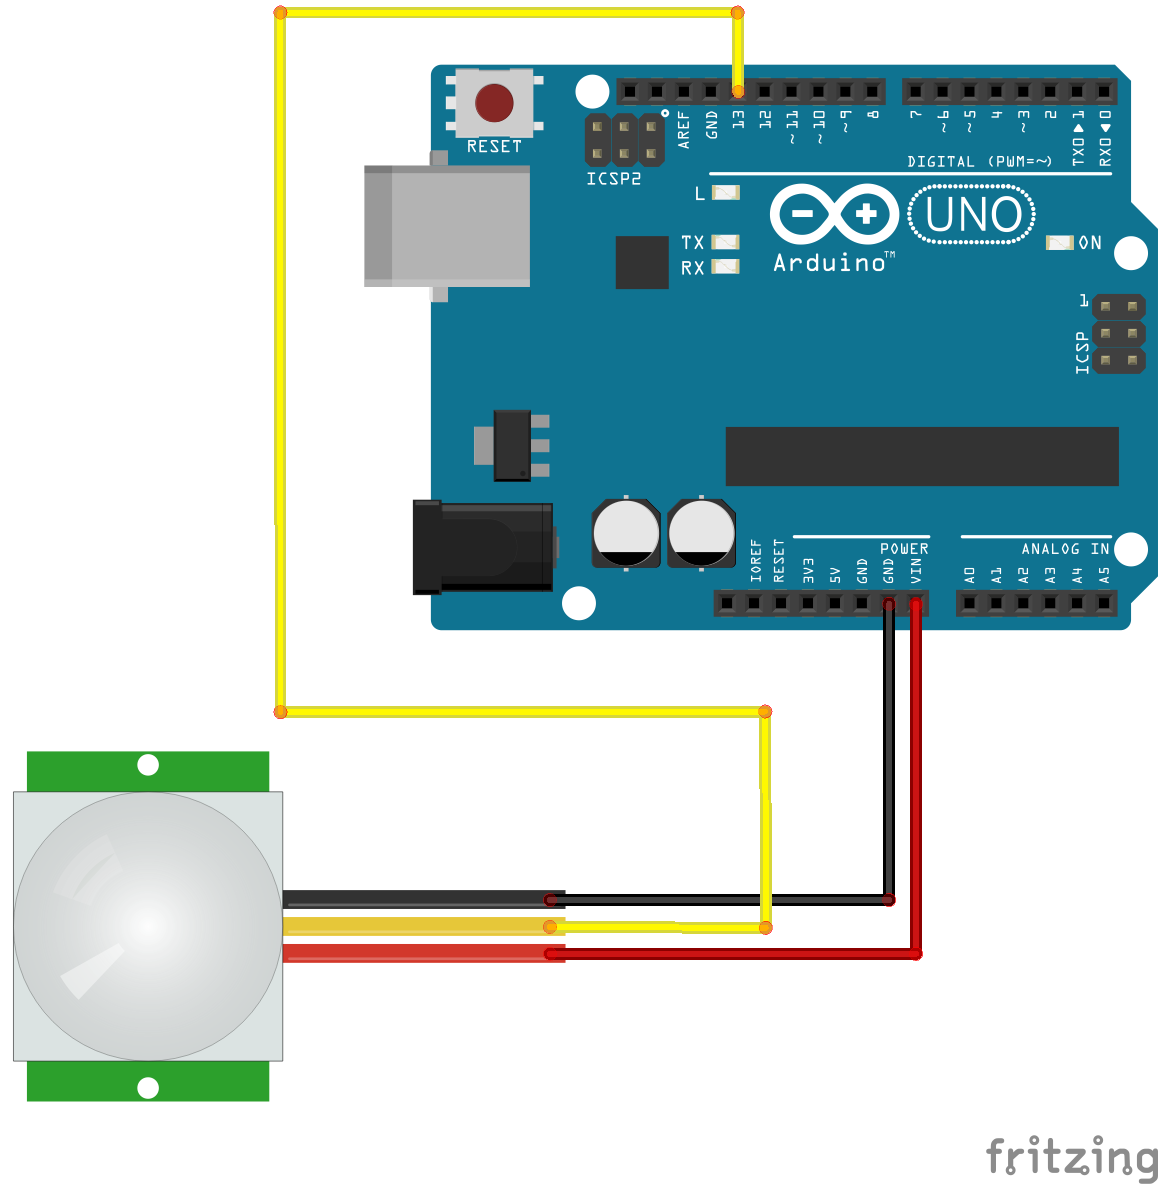 RESET
ICSP2
AREF
GND
13
12
~11
~10
~9
8
7
~6
~5
4
~3
2
TX0▶1
RX0◀0
DIGITAL (PWM=~)
L
TX
RX
Arduino™
UNO
ON
1
ICSP
IOREF
RESET
3V3
5V
GND
GND
VIN
POWER
ANALOG IN
A0
A1
A2
A3
A4
A5
fritzing